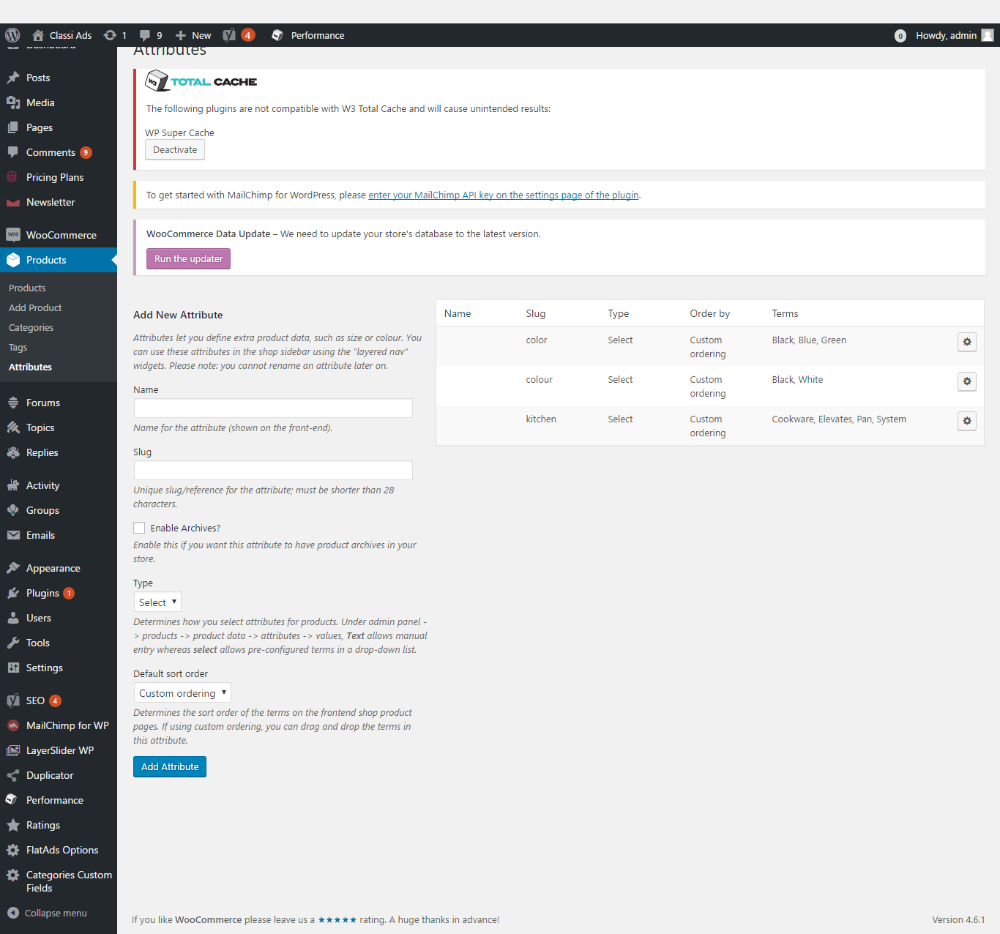 Classi Ads 1 9 New 4 Performance 0 Howdy, admin
Dashboard
Posts
Media
Pages
Comments 9
Pricing Plans
Newsletter
WooCommerce
Products
Products
Add Product
Categories
Tags
Attributes
Forums
Topics
Replies
Activity
Groups
Emails
Appearance
Plugins 1
Users
Tools
Settings
SEO 4
MailChimp for WP
LayerSlider WP
Duplicator
Performance
Ratings
FlatAds Options
Categories Custom
Fields
Collapse menu
Attributes
W3 TOTAL CACHE
The following plugins are not compatible with W3 Total Cache and will cause unintended results:
WP Super Cache
Deactivate
To get started with MailChimp for WordPress, please enter your MailChimp API key on the settings page of the plugin.
WooCommerce Data Update – We need to update your store's database to the latest version.
Run the updater
Add New Attribute
Attributes let you define extra product data, such as size or colour. You
can use these attributes in the shop sidebar using the "layered nav"
widgets. Please note: you cannot rename an attribute later on.
Name
Name for the attribute (shown on the front-end).
Slug
Unique slug/reference for the attribute; must be shorter than 28
characters.
Enable Archives?
Enable this if you want this attribute to have product archives in your
store.
Type
Select
Determines how you select attributes for products. Under admin panel -
> products -> product data -> attributes -> values, Text allows manual
entry whereas select allows pre-configured terms in a drop-down list.
Default sort order
Custom ordering
Determines the sort order of the terms on the frontend shop product
pages. If using custom ordering, you can drag and drop the terms in
this attribute.
Add Attribute
Name Slug Type Order by Terms
color Select Custom Black, Blue, Green
ordering
colour Select Custom Black, White
ordering
kitchen Select Custom Cookware, Elevates, Pan, System
ordering
If you like WooCommerce please leave us a ★★★★★ rating. A huge thanks in advance! Version 4.6.1